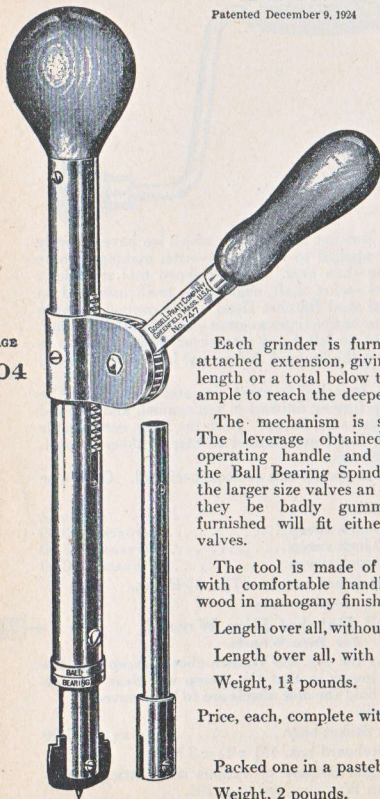 Patented December 9, 1924
GOODELL-PRATT COMPANY
GREENFIELD MASS. U.S.A.
No. 747
AGE
04
Each grinder is furn
attached extension, giving
length or a total below t
ample to reach the deepe
The mechanism is s
The leverage obtained
operating handle and
the Ball Bearing Spind
the larger size valves an
they be badly gumm
furnished will fit eithe
valves.
The tool is made of
with comfortable handl
wood in mahogany finish
Length over all, withou
Length over all, with
Weight, 1¾ pounds.
Price, each, complete wit
Packed one in a pasteb
Weight, 2 pounds.
BALL
BEARING